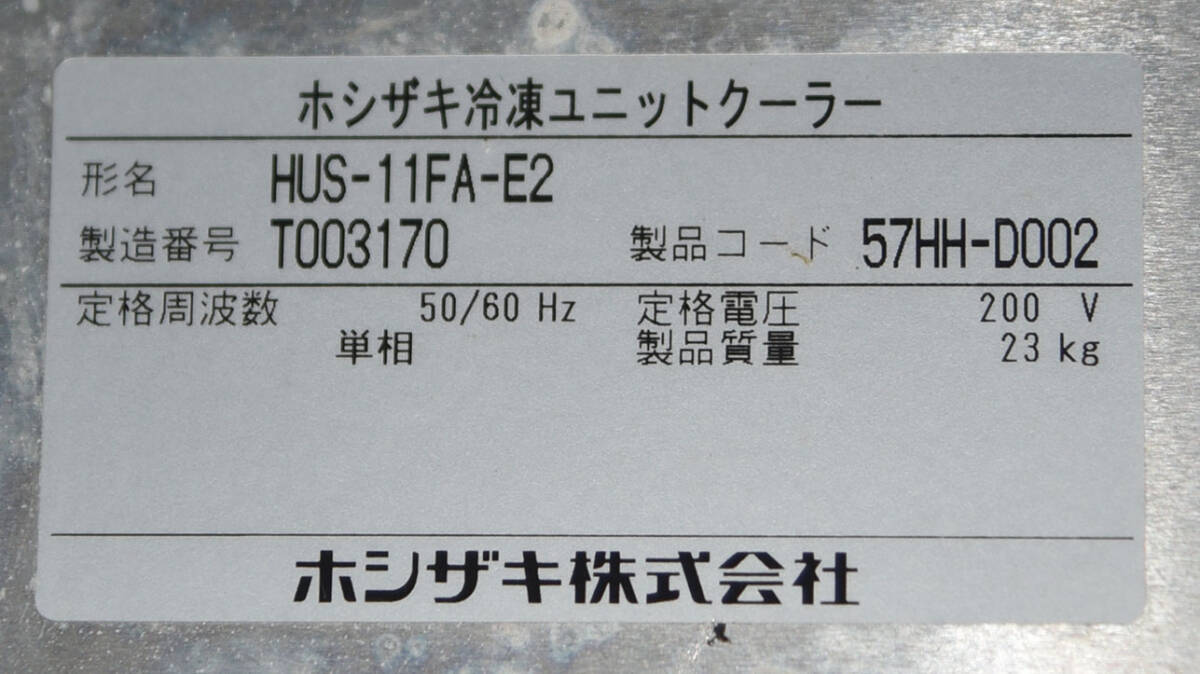 ホシザキ冷凍ユニットクーラー
形名 HUS-11FA-E2
製造番号 T003170 製品コード 57HH-D002
定格周波数 50/60 Hz 定格電圧 200 V
単相 製品質量 23 kg
ホシザキ株式会社